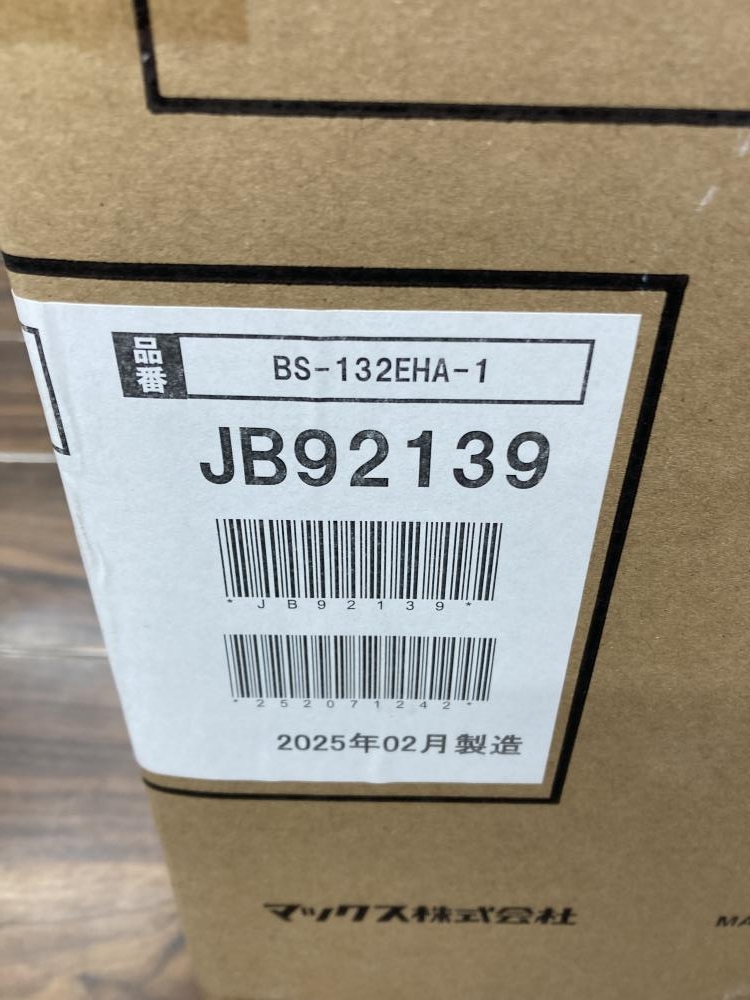 品番
BS-132EHA-1
JB92139
*JB92139*
*252071242*
2025年02月製造
マックス株式会社
MA